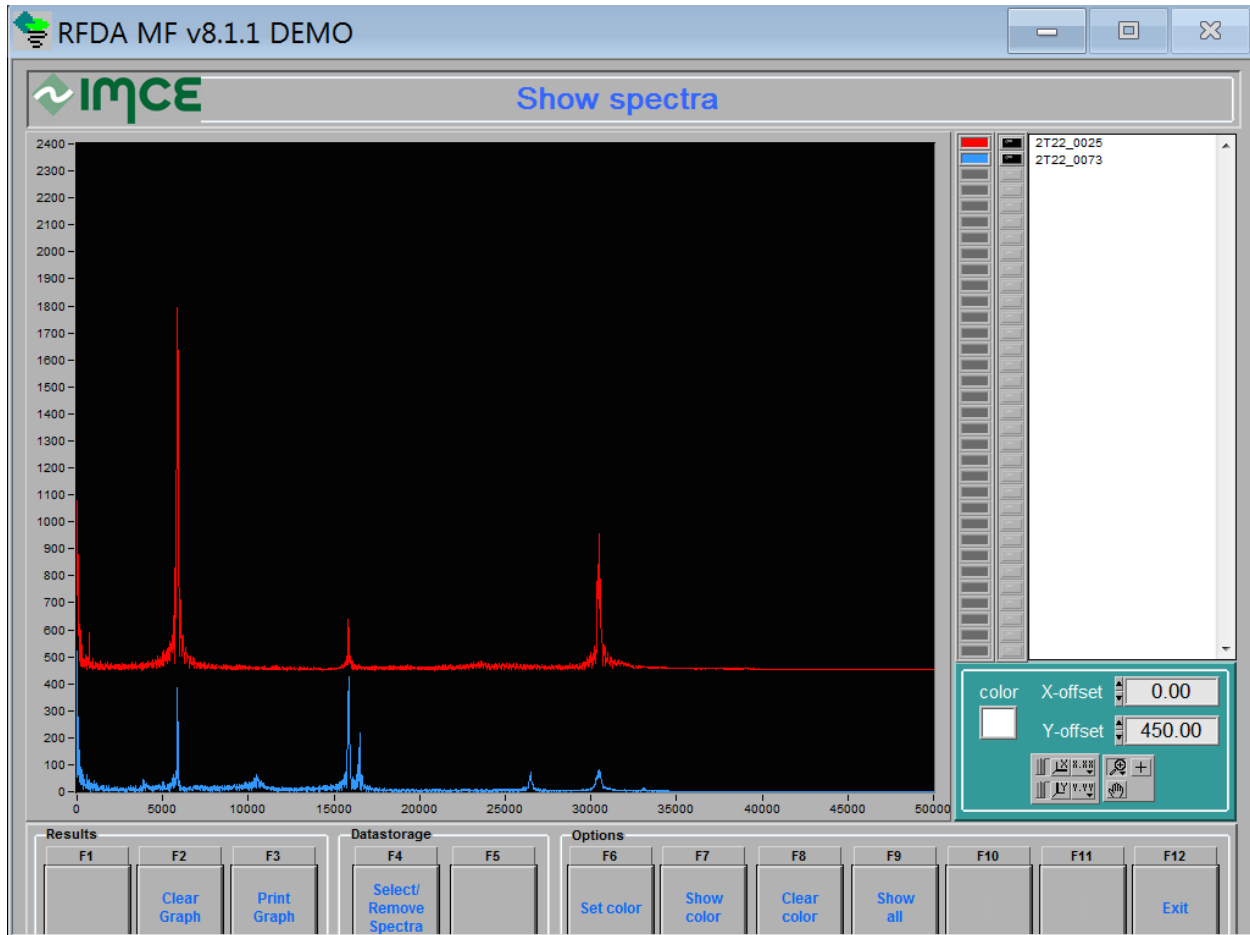 RFDA MF v8.1.1 DEMO
IMCE
Show spectra
2400
2300
2200
2100
2000
1900
1800
1700
1600
1500
1400
1300
1200
1100
1000
900
800
700
600
500
400
300
200
100
0
0 5000 10000 15000 20000 25000 30000 35000 40000 45000 50000
2T22_0025
2T22_0073
color X-offset 0.00
Y-offset 450.00
X X.XX
Y Y.YY
Results Datastorage Options
F1 F2 F3 F4 F5 F6 F7 F8 F9 F10 F11 F12
Clear Graph
Print Graph
Select/ Remove Spectra
Set color
Show color
Clear color
Show all
Exit